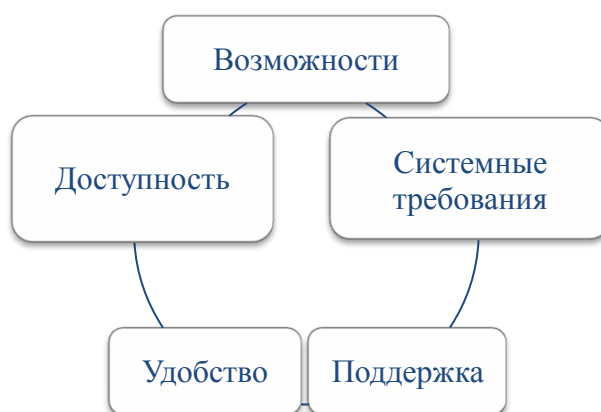 Возможности
Доступность
Системные
требования
Удобство
Поддержка